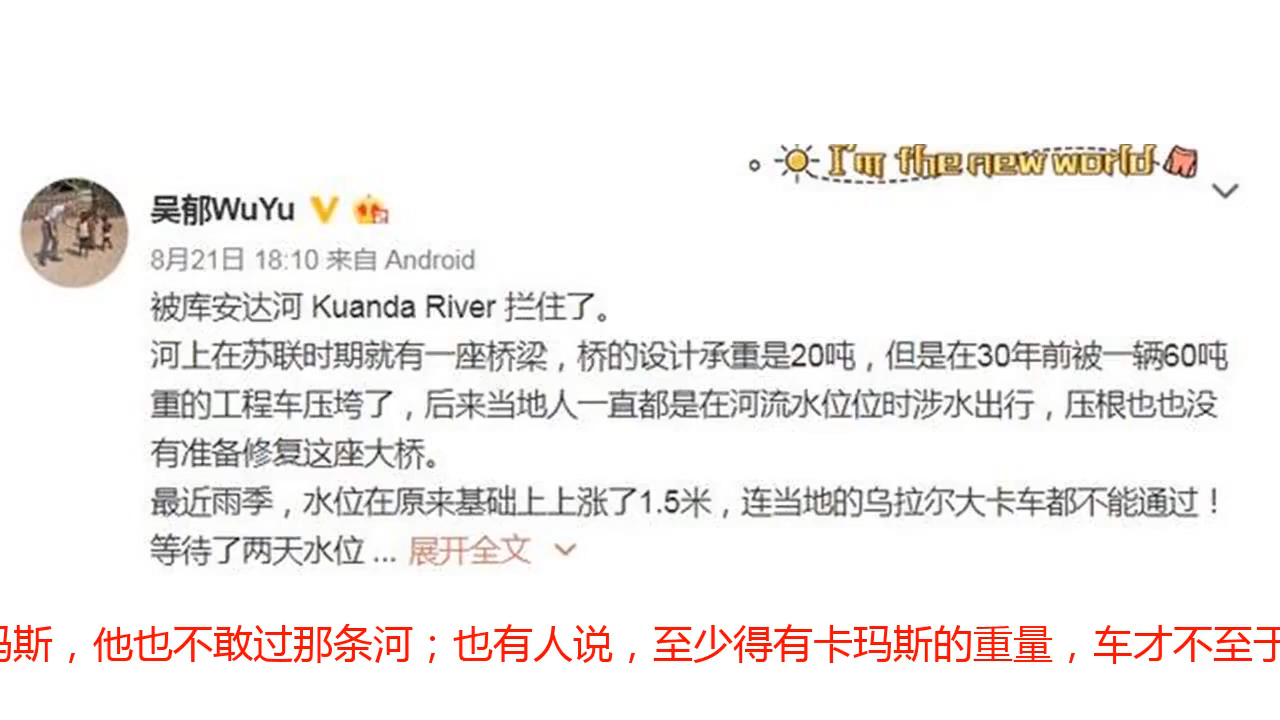 I'm the new world
吴郁WuYu
8月21日 18:10 来自 Android
被库安达河 Kuanda River 拦住了。
河上在苏联时期就有一座桥梁，桥的设计承重是20吨，但是在30年前被一辆60吨
重的工程车压垮了，后来当地人一直都是在河流水位位时涉水出行，压根也也没
有准备修复这座大桥。
最近雨季，水位在原来基础上上涨了1.5米，连当地的乌拉尔大卡车都不能通过！
等待了两天水位 ... 展开全文
玛斯，他也不敢过那条河；也有人说，至少得有卡玛斯的重量，车才不至于